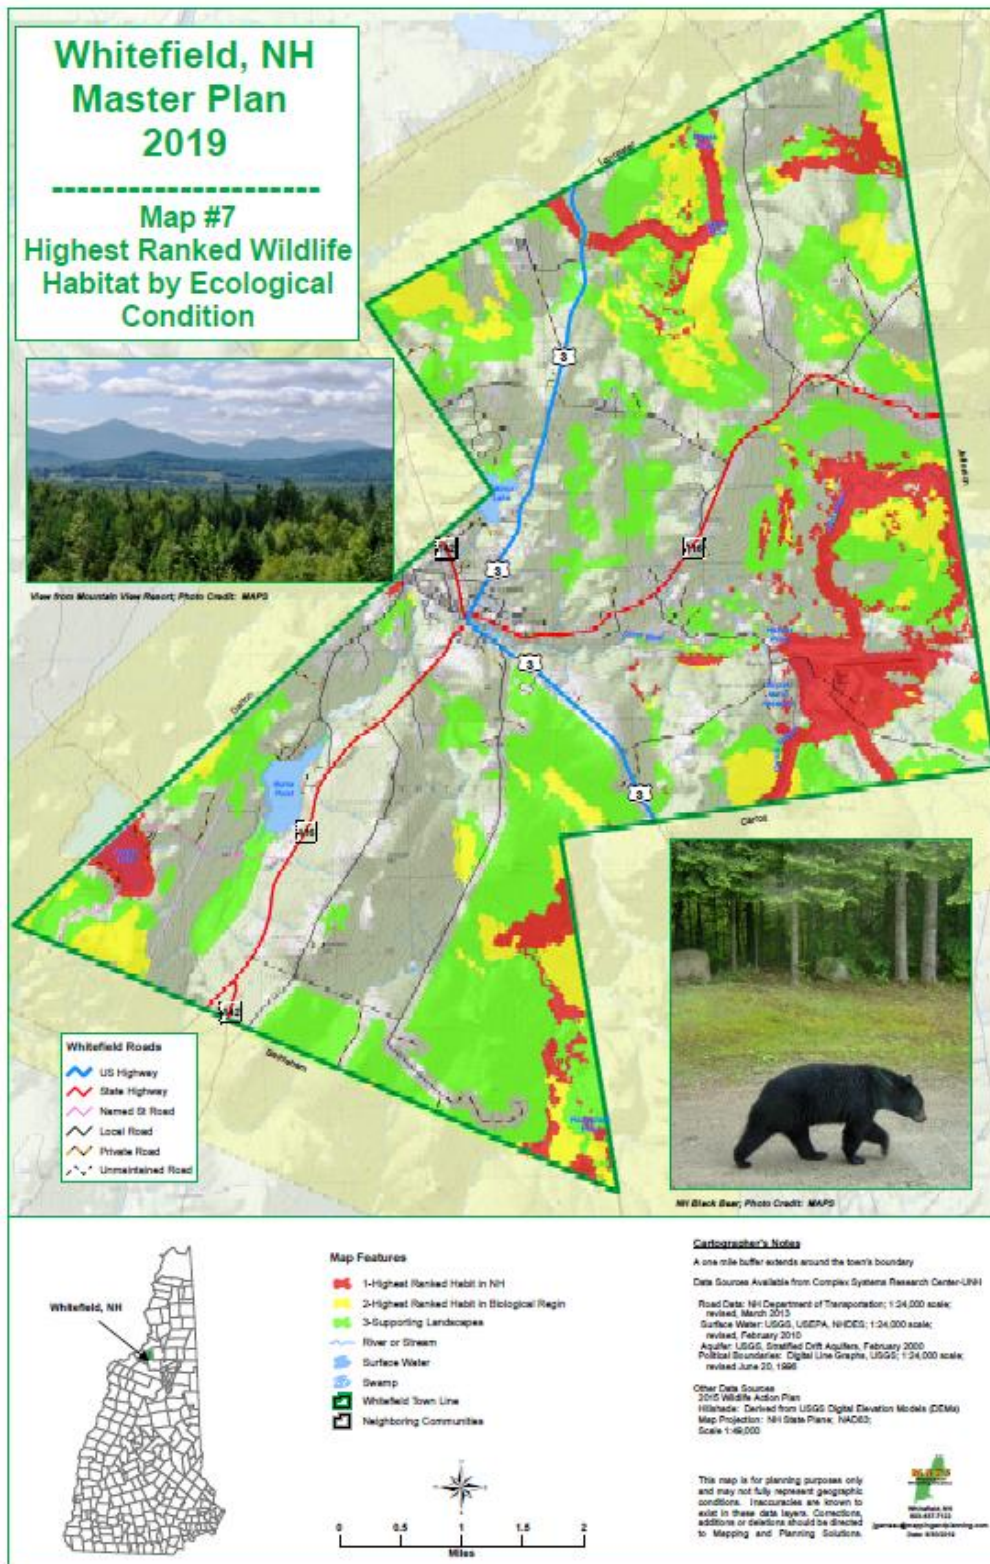 Whitefield, NH
Master Plan
2019
----------------------
Map #7
Highest Ranked Wildlife
Habitat by Ecological
Condition
View from Mountain View Resort; Photo Credit: MAPS
Lancaster
Jefferson
Dalton
Carroll
Bethlehem
3
3
3
3
116
116
142
Burns
Pond
Whitefield Roads
US Highway
State Highway
Named St Road
Local Road
Private Road
Unmaintained Road
NH Black Bear; Photo Credit: MAPS
Whitefield, NH
Map Features
1-Highest Ranked Habit in NH
2-Highest Ranked Habit in Biological Regin
3-Supporting Landscapes
River or Stream
Surface Water
Swamp
Whitefield Town Line
Neighboring Communities
0 0.5 1 1.5 2
Miles
Cartographer's Notes
A one mile buffer extends around the town's boundary
Data Sources Available from Complex Systems Research Center-UNH
Road Data: NH Department of Transportation; 1:24,000 scale;
revised, March 2013
Surface Water: USGS, USEPA, NHDES; 1:24,000 scale;
revised, February 2010
Aquifer: USGS, Stratified Drift Aquifers, February 2000
Political Boundaries: Digital Line Graphs, USGS; 1:24,000 scale;
revised June 20, 1996
Other Data Sources
2015 Wildlife Action Plan
Hillshade: Derived from USGS Digital Elevation Models (DEMs)
Map Projection: NH State Plane; NAD83;
Scale 1:49,000
This map is for planning purposes only
and may not fully represent geographic
conditions. Inaccuracies are known to
exist in these data layers. Corrections,
additions or deletions should be directed
to Mapping and Planning Solutions.
MAPS
Whitefield, NH